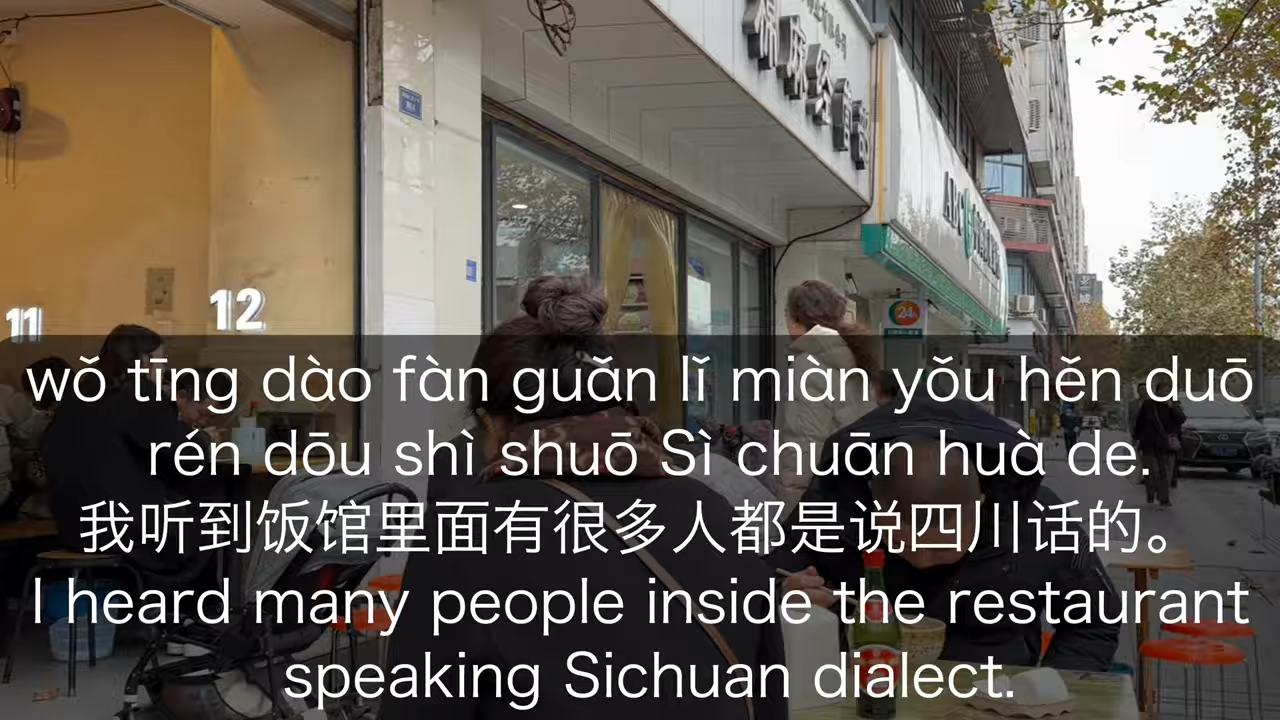 11
12
ABC
24
wǒ tīng dào fàn guǎn lǐ miàn yǒu hěn duō
rén dōu shì shuō Sì chuān huà de.
我听到饭馆里面有很多人都是说四川话的。
I heard many people inside the restaurant
speaking Sichuan dialect.